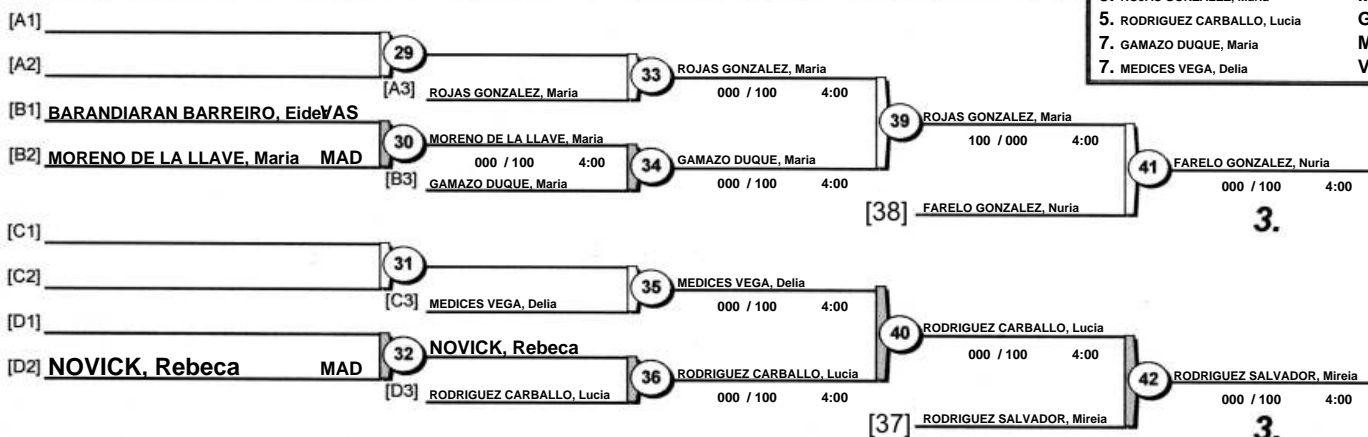 5. RODRIGUEZ CARBALLO, Lucia G
7. GAMAZO DUQUE, Maria M
7. MEDICES VEGA, Delia V
[A1]
29
[A2]
33 ROJAS GONZALEZ, Maria
[A3] ROJAS GONZALEZ, Maria
000 / 100 4:00
[B1] BARANDIARAN BARREIRO, Eider VAS
39 ROJAS GONZALEZ, Maria
30 MORENO DE LA LLAVE, Maria
100 / 000 4:00
[B2] MORENO DE LA LLAVE, Maria MAD
000 / 100 4:00
34 GAMAZO DUQUE, Maria
41 FARELO GONZALEZ, Nuria
[B3] GAMAZO DUQUE, Maria
000 / 100 4:00
000 / 100 4:00
[38] FARELO GONZALEZ, Nuria
3.
[C1]
31
[C2]
35 MEDICES VEGA, Delia
[C3] MEDICES VEGA, Delia
000 / 100 4:00
[D1]
40 RODRIGUEZ CARBALLO, Lucia
32 NOVICK, Rebeca
000 / 100 4:00
[D2] NOVICK, Rebeca MAD
36 RODRIGUEZ CARBALLO, Lucia
42 RODRIGUEZ SALVADOR, Mireia
[D3] RODRIGUEZ CARBALLO, Lucia
000 / 100 4:00
000 / 100 4:00
[37] RODRIGUEZ SALVADOR, Mireia
3.